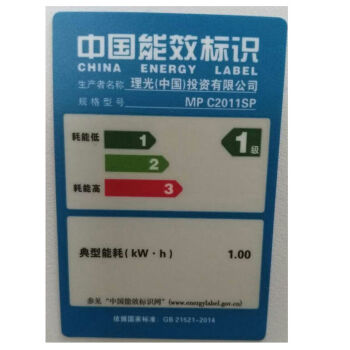 中国能效标识
CHINA ENERGY LABEL
生产者名称 理光(中国)投资有限公司
规格型号 MP C2011SP
耗能低 1 1级
2
耗能高 3
典型能耗(kW·h) 1.00
参见“中国能效标识网”(www.energylabel.gov.cn)
依据国家标准: GB 21521-2014